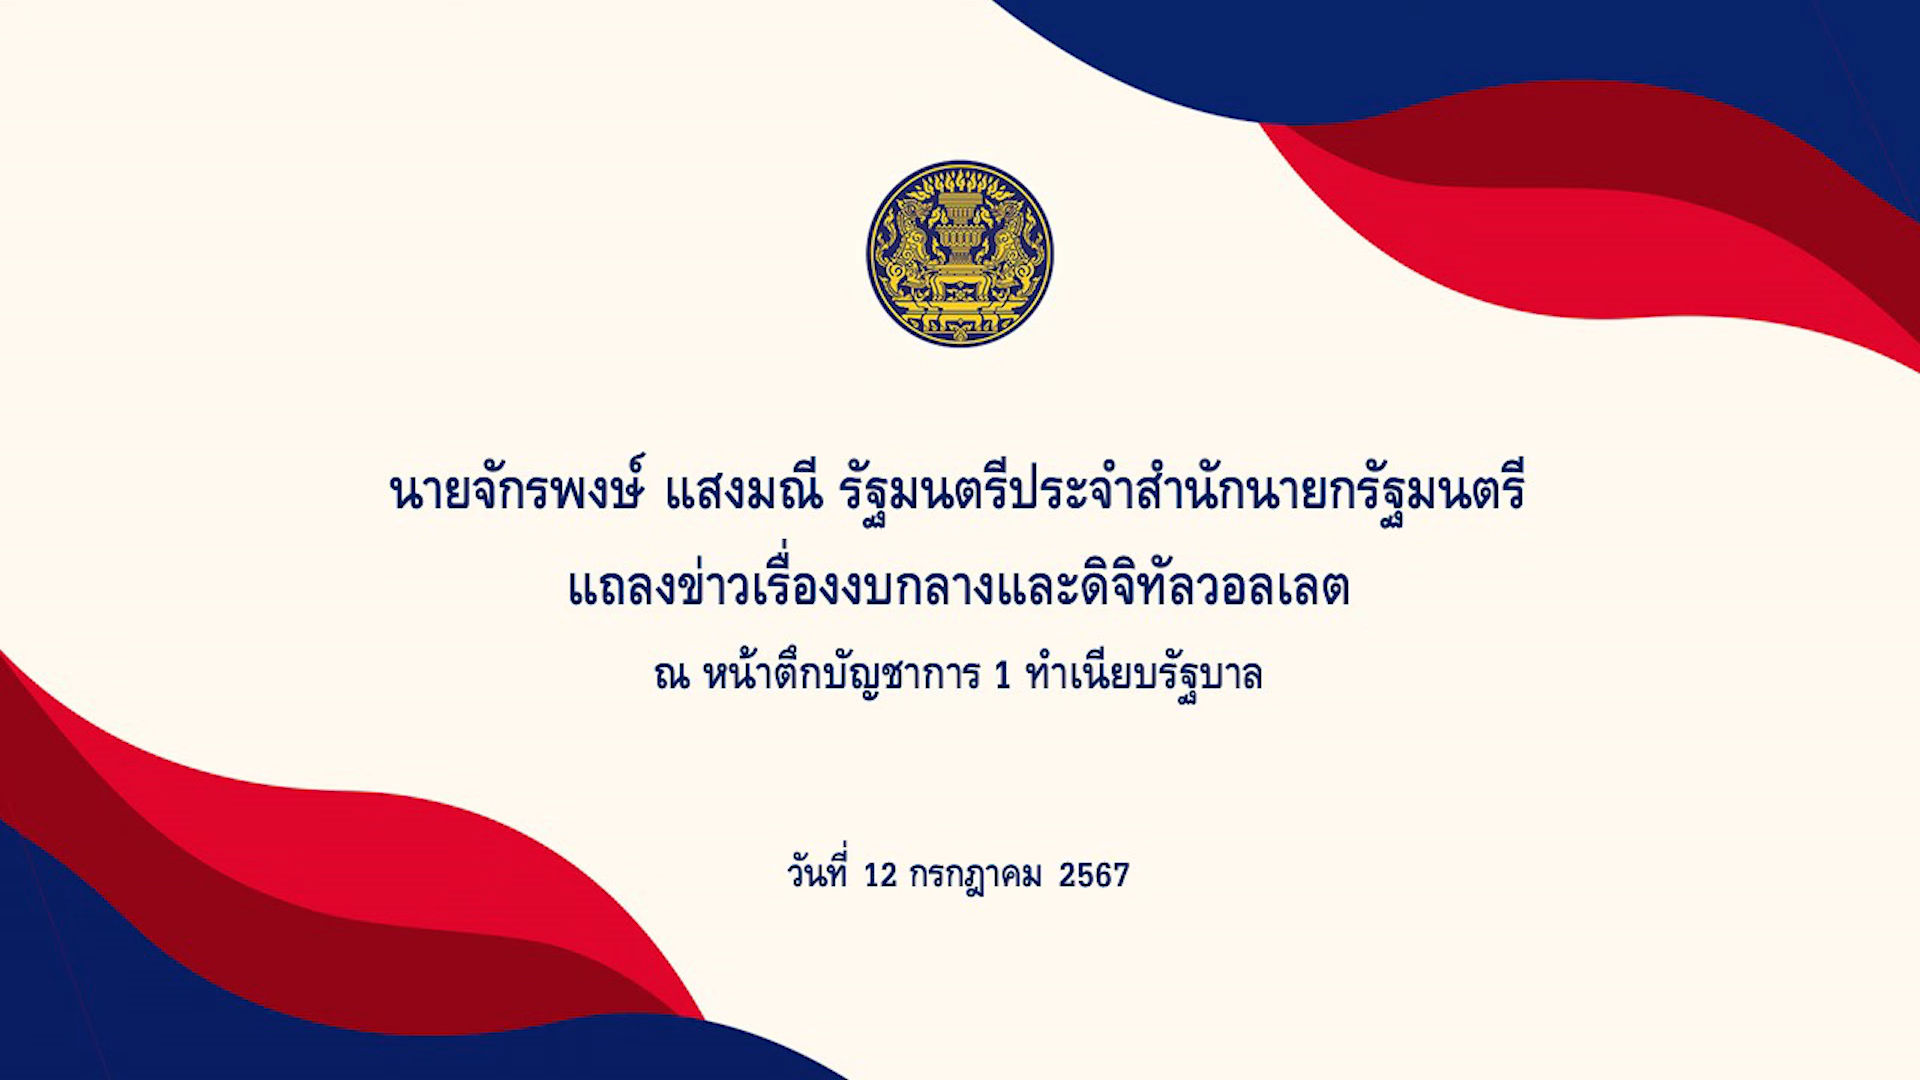 นายจักรพงษ์ แสงมณี รัฐมนตรีประจำสำนักนายกรัฐมนตรี
แถลงข่าวเรื่องงบกลางและดิจิทัลวอลเลต
ณ หน้าตึกบัญชาการ 1 ทำเนียบรัฐบาล
วันที่ 12 กรกฎาคม 2567